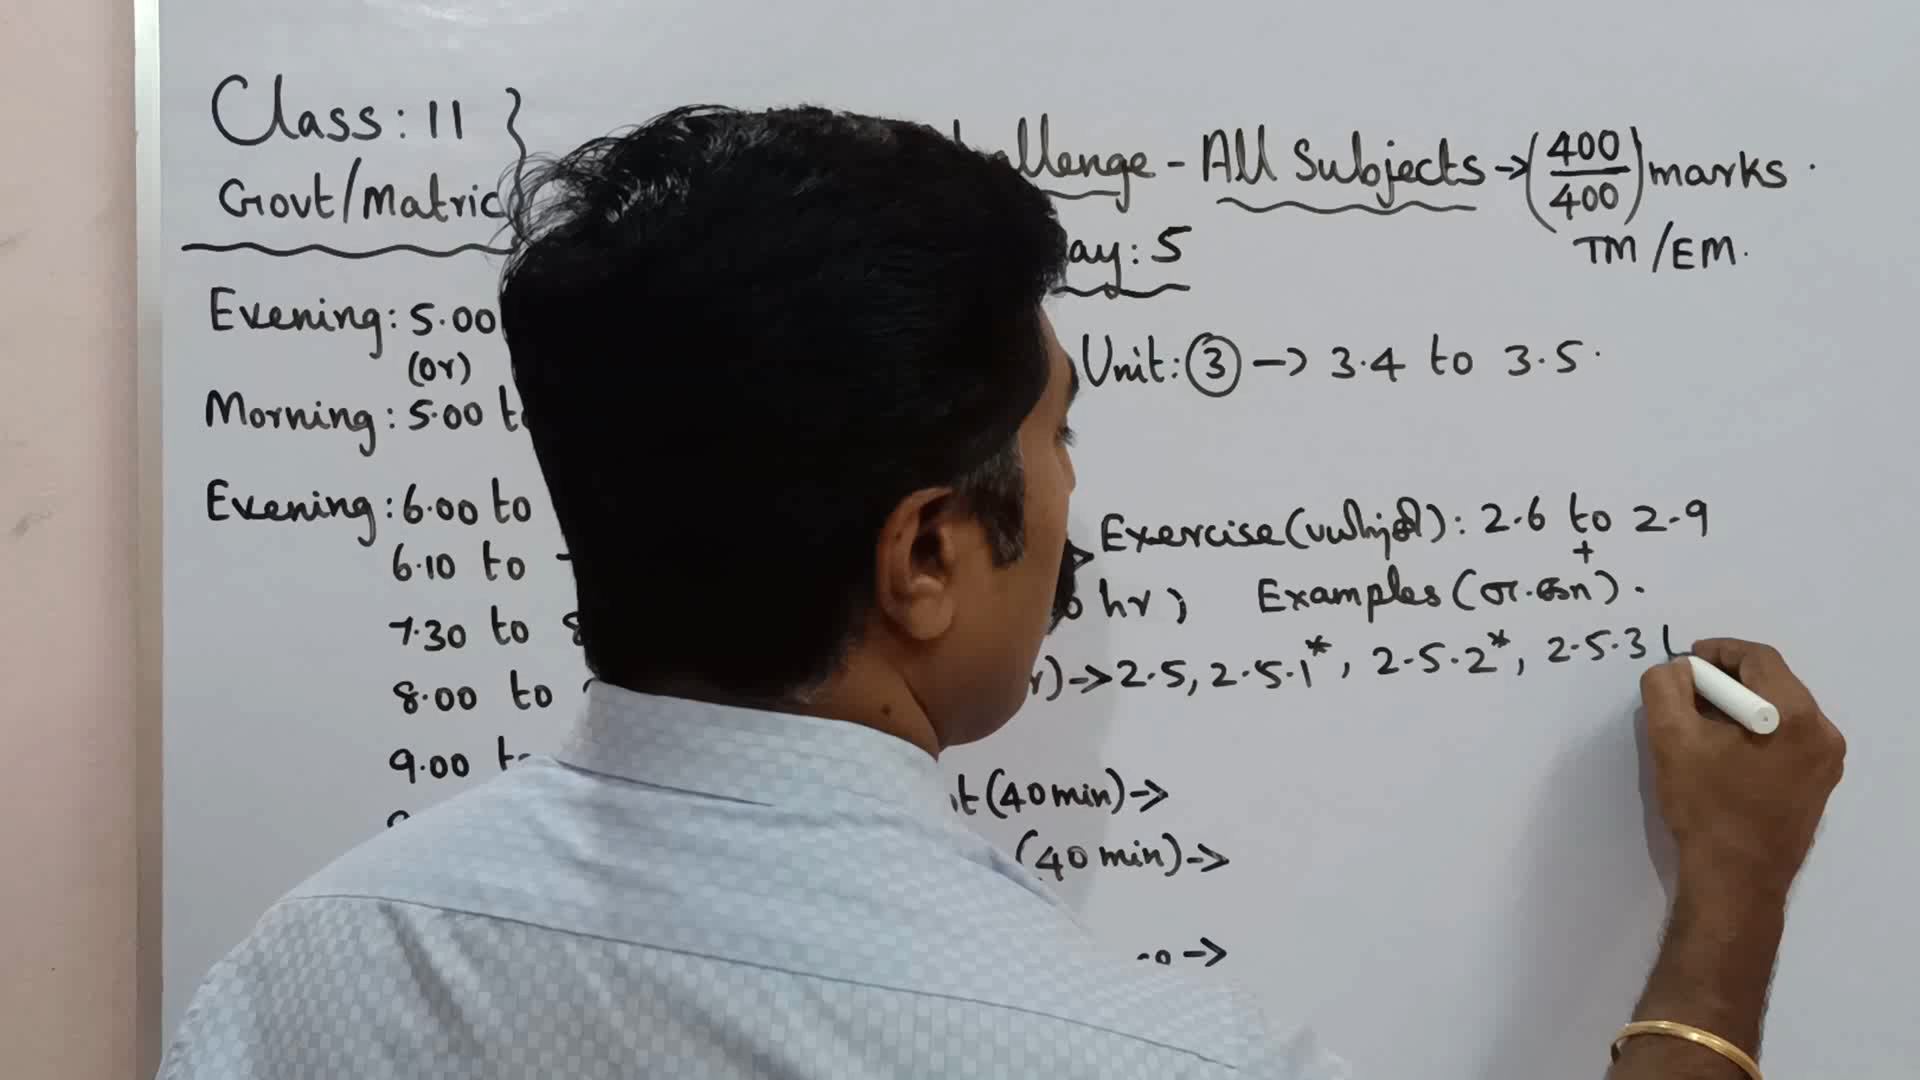 Class: 11 }
Govt/Matric
allenge - All Subjects → (400/400) marks.
TM/EM.
ay: 5
Evening: 5.00
(or)
Morning: 5.00 to
Unit: ③ → 3.4 to 3.5.
Evening: 6.00 to
Exercise(பயிற்சி): 2.6 to 2.9
+
6.10 to
hr; Examples (எ.கா).
7.30 to 8
r) → 2.5, 2.5.1*, 2.5.2*, 2.5.3
8.00 to
9.00 to
t (40 min) →
(40 min) →
→